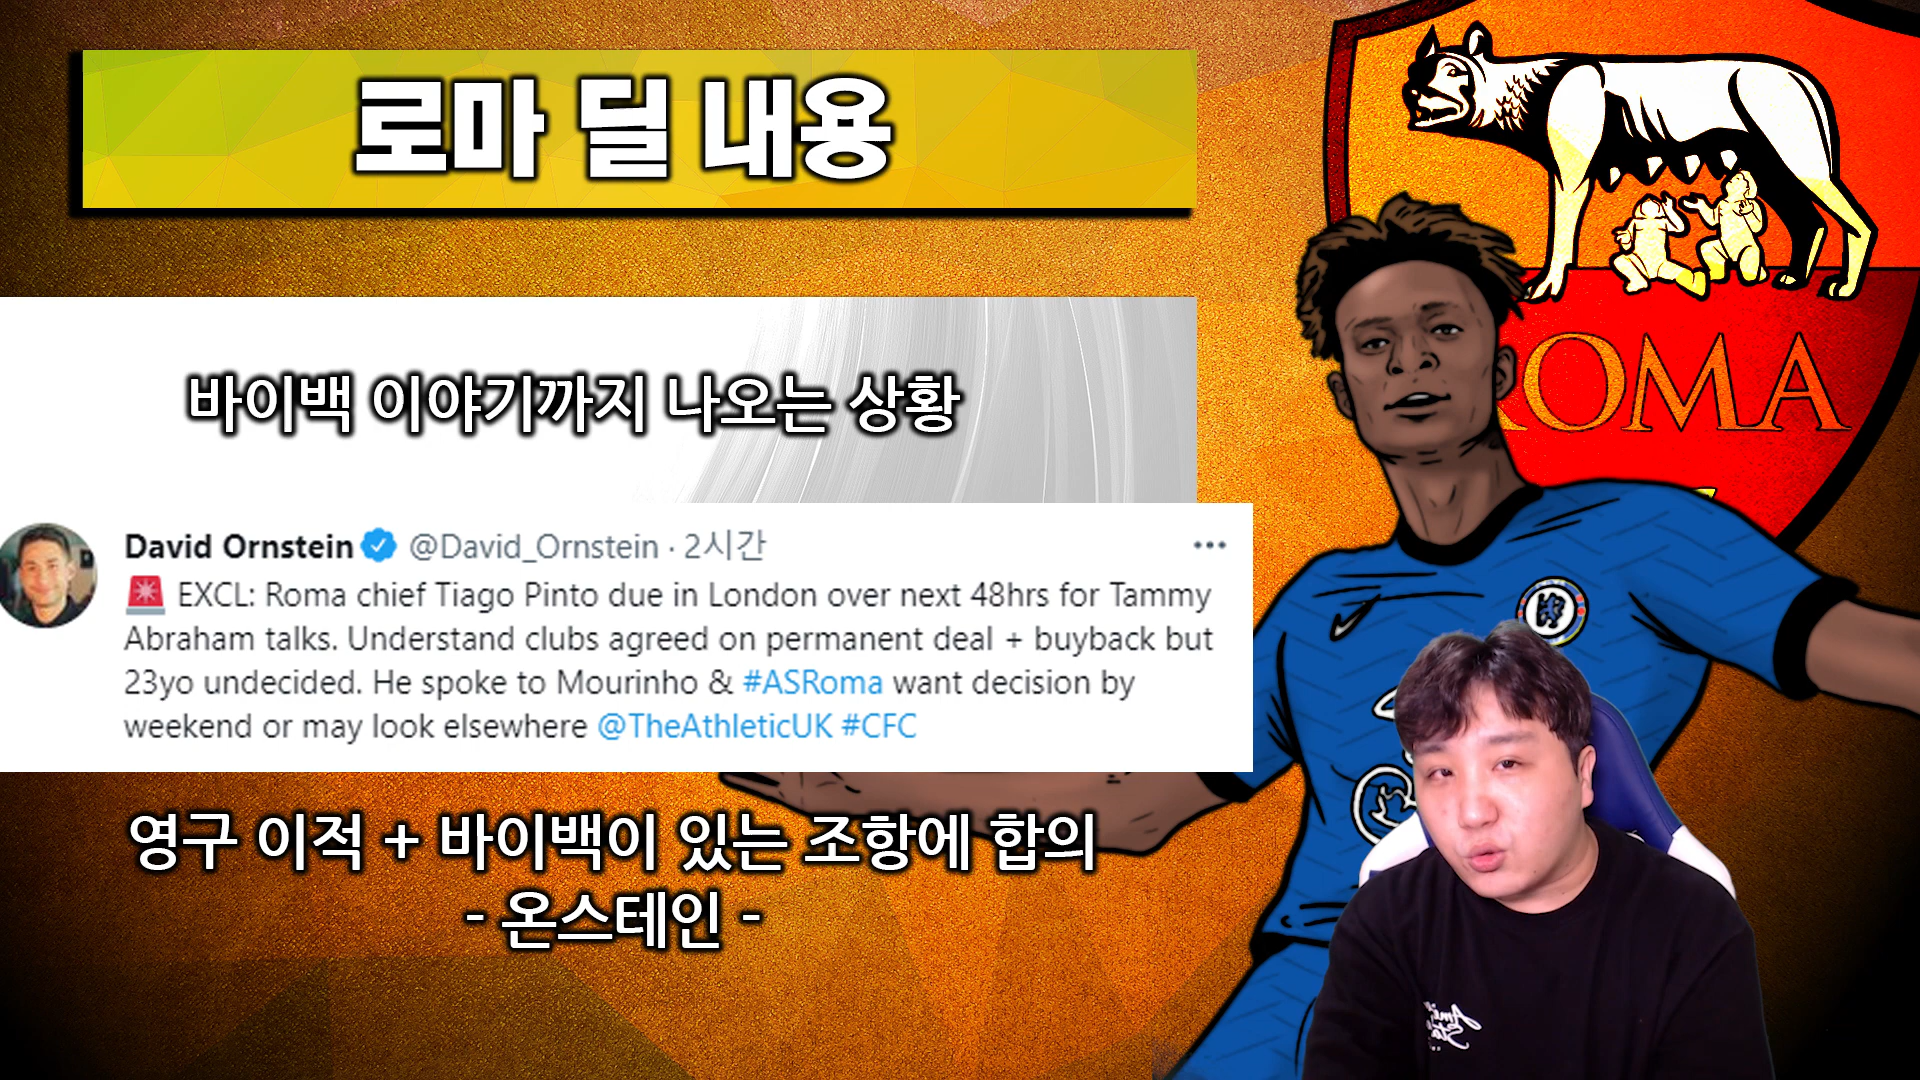 로마 딜 내용
ROMA
바이백 이야기까지 나오는 상황
David Ornstein @David_Ornstein · 2시간
EXCL: Roma chief Tiago Pinto due in London over next 48hrs for Tammy
Abraham talks. Understand clubs agreed on permanent deal + buyback but
23yo undecided. He spoke to Mourinho & #ASRoma want decision by
weekend or may look elsewhere @TheAthleticUK #CFC
영구 이적 + 바이백이 있는 조항에 합의
- 온스테인 -